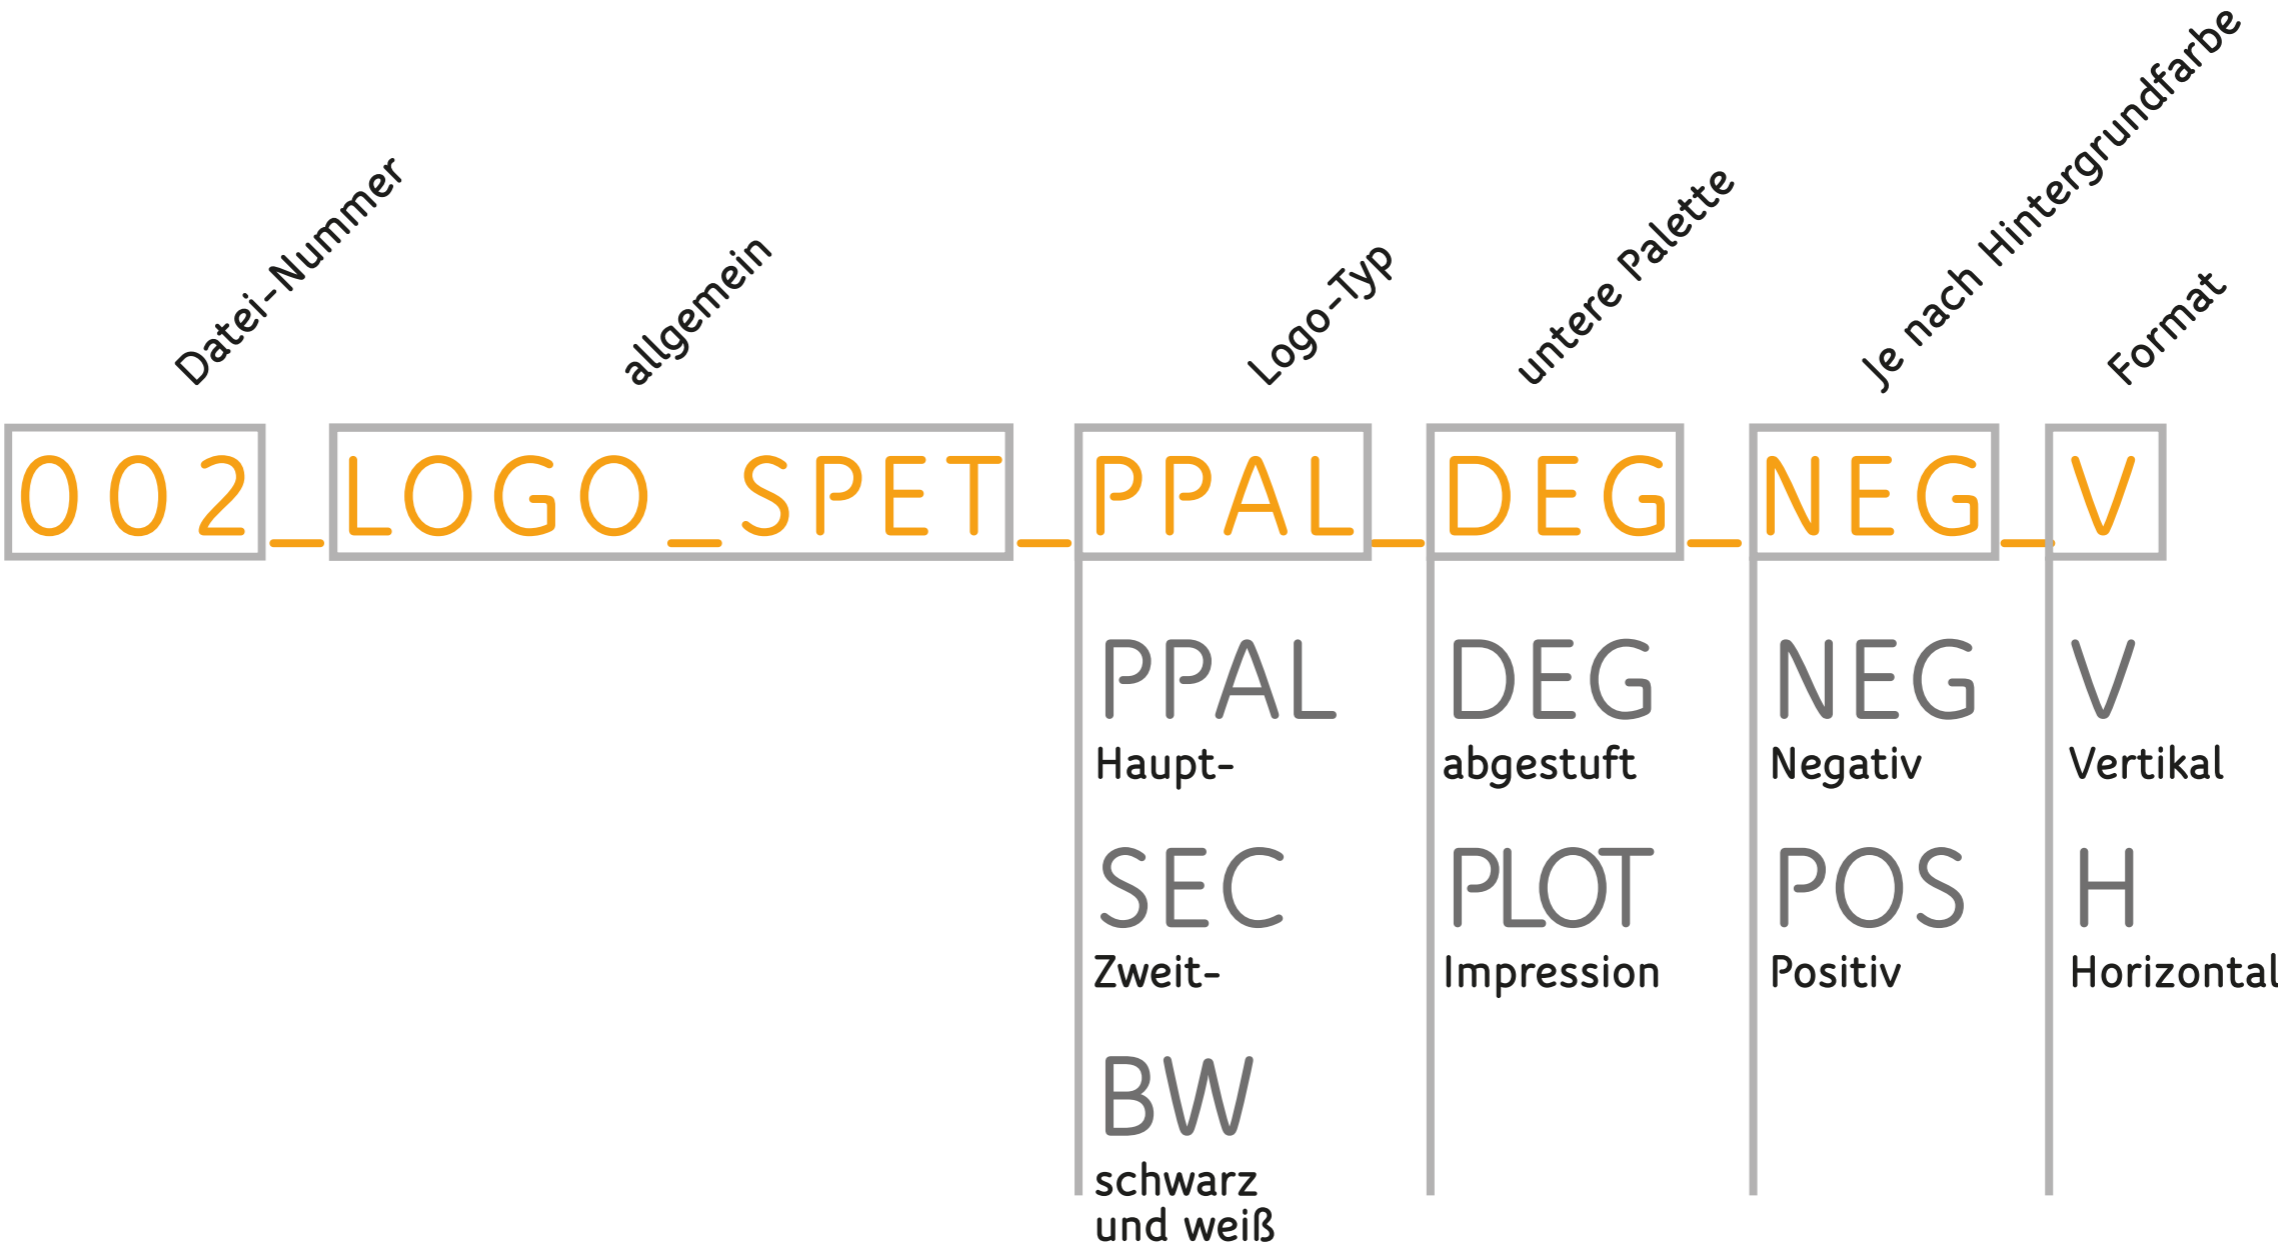 Datei-Nummer
allgemein
Logo-Typ
untere Palette
Je nach Hintergrundfarbe
Format
002_LOGO_SPET_PPAL_DEG_NEG_V
PPAL DEG NEG V
Haupt- abgestuft Negativ Vertikal
SEC PLOT POS H
Zweit- Impression Positiv Horizontal
BW
schwarz
und weiß